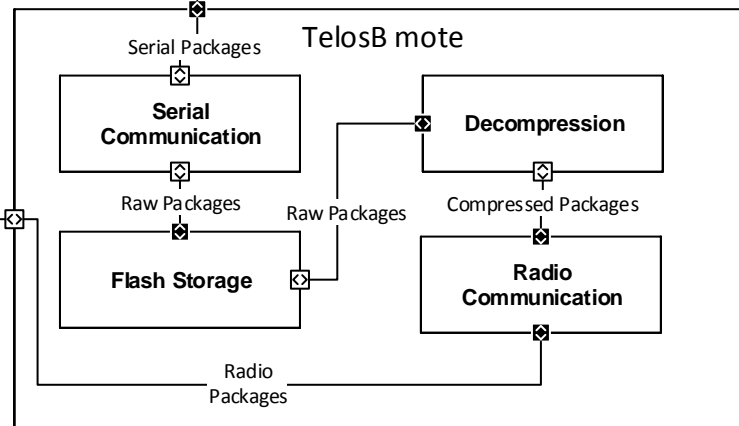 TelosB mote
Serial Packages
Serial
Communication
Decompression
Raw Packages
Raw Packages
Compressed Packages
Flash Storage
Radio
Communication
Radio
Packages